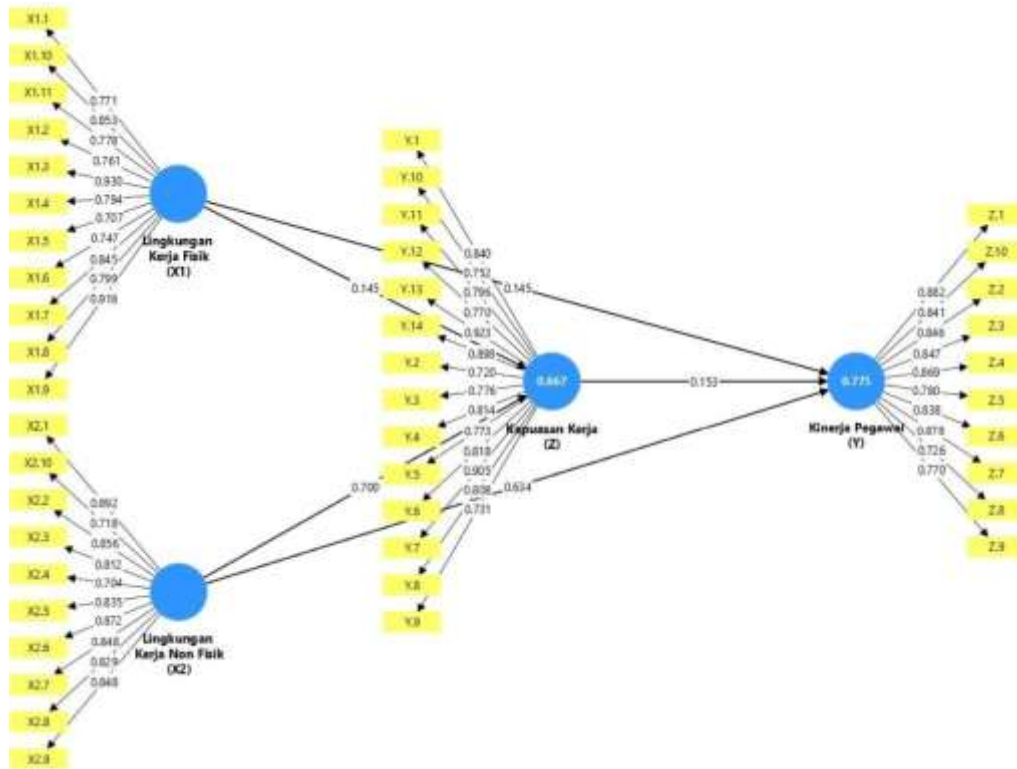 X1.1
X1.10
X1.11
X1.2
X1.3
X1.4
X1.5
X1.6
X1.7
X1.8
X1.9
0.771
0.853
0.778
0.761
0.930
0.794
0.707
0.747
0.845
0.799
0.918
Lingkungan
Kerja Fisik
(X1)
X2.1
X2.10
X2.2
X2.3
X2.4
X2.5
X2.6
X2.7
X2.8
X2.9
0.892
0.718
0.856
0.812
0.704
0.835
0.872
0.848
0.829
0.848
Lingkungan
Kerja Non Fisik
(X2)
0.145
0.145
0.700
0.634
Y.1
Y.10
Y.11
Y.12
Y.13
Y.14
Y.2
Y.3
Y.4
Y.5
Y.6
Y.7
Y.8
Y.9
0.840
0.752
0.796
0.770
0.923
0.898
0.720
0.776
0.854
0.773
0.818
0.905
0.808
0.731
0.667
Kepuasan Kerja
(Z)
0.153
0.775
Kinerja Pegawai
(Y)
0.882
0.841
0.846
0.847
0.869
0.780
0.838
0.878
0.726
0.770
Z.1
Z.10
Z.2
Z.3
Z.4
Z.5
Z.6
Z.7
Z.8
Z.9